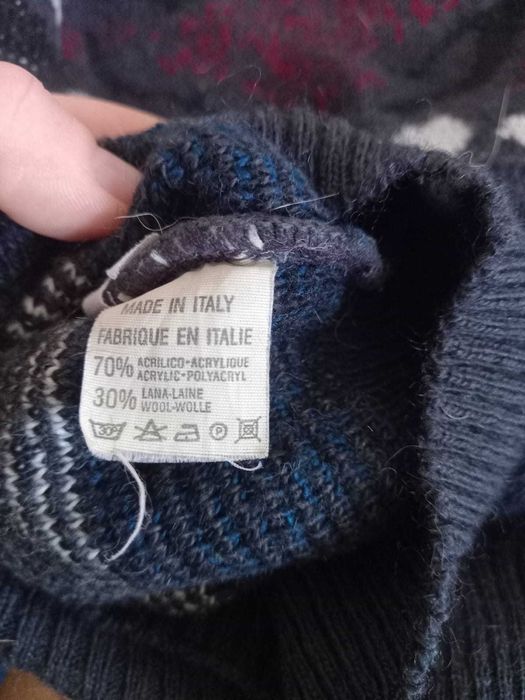 MADE IN ITALY
FABRIQUE EN ITALIE
70% ACRILICO-ACRYLIQUE
ACRYLIC-POLYACRYL
30% LANA-LAINE
WOOL-WOLLE
30° P